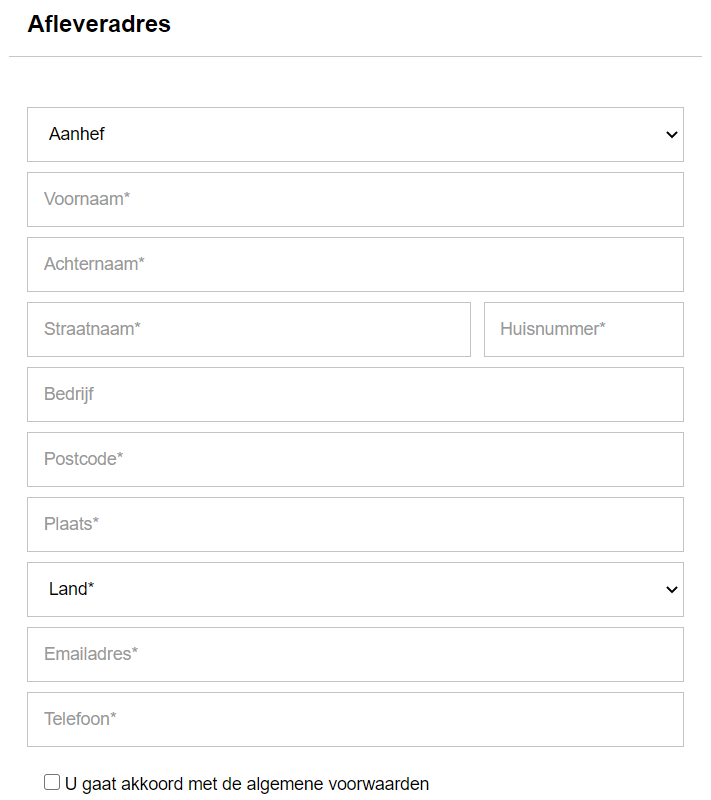 Afleveradres
Aanhef
Voornaam*
Achternaam*
Straatnaam* Huisnummer*
Bedrijf
Postcode*
Plaats*
Land*
Emailadres*
Telefoon*
U gaat akkoord met de algemene voorwaarden